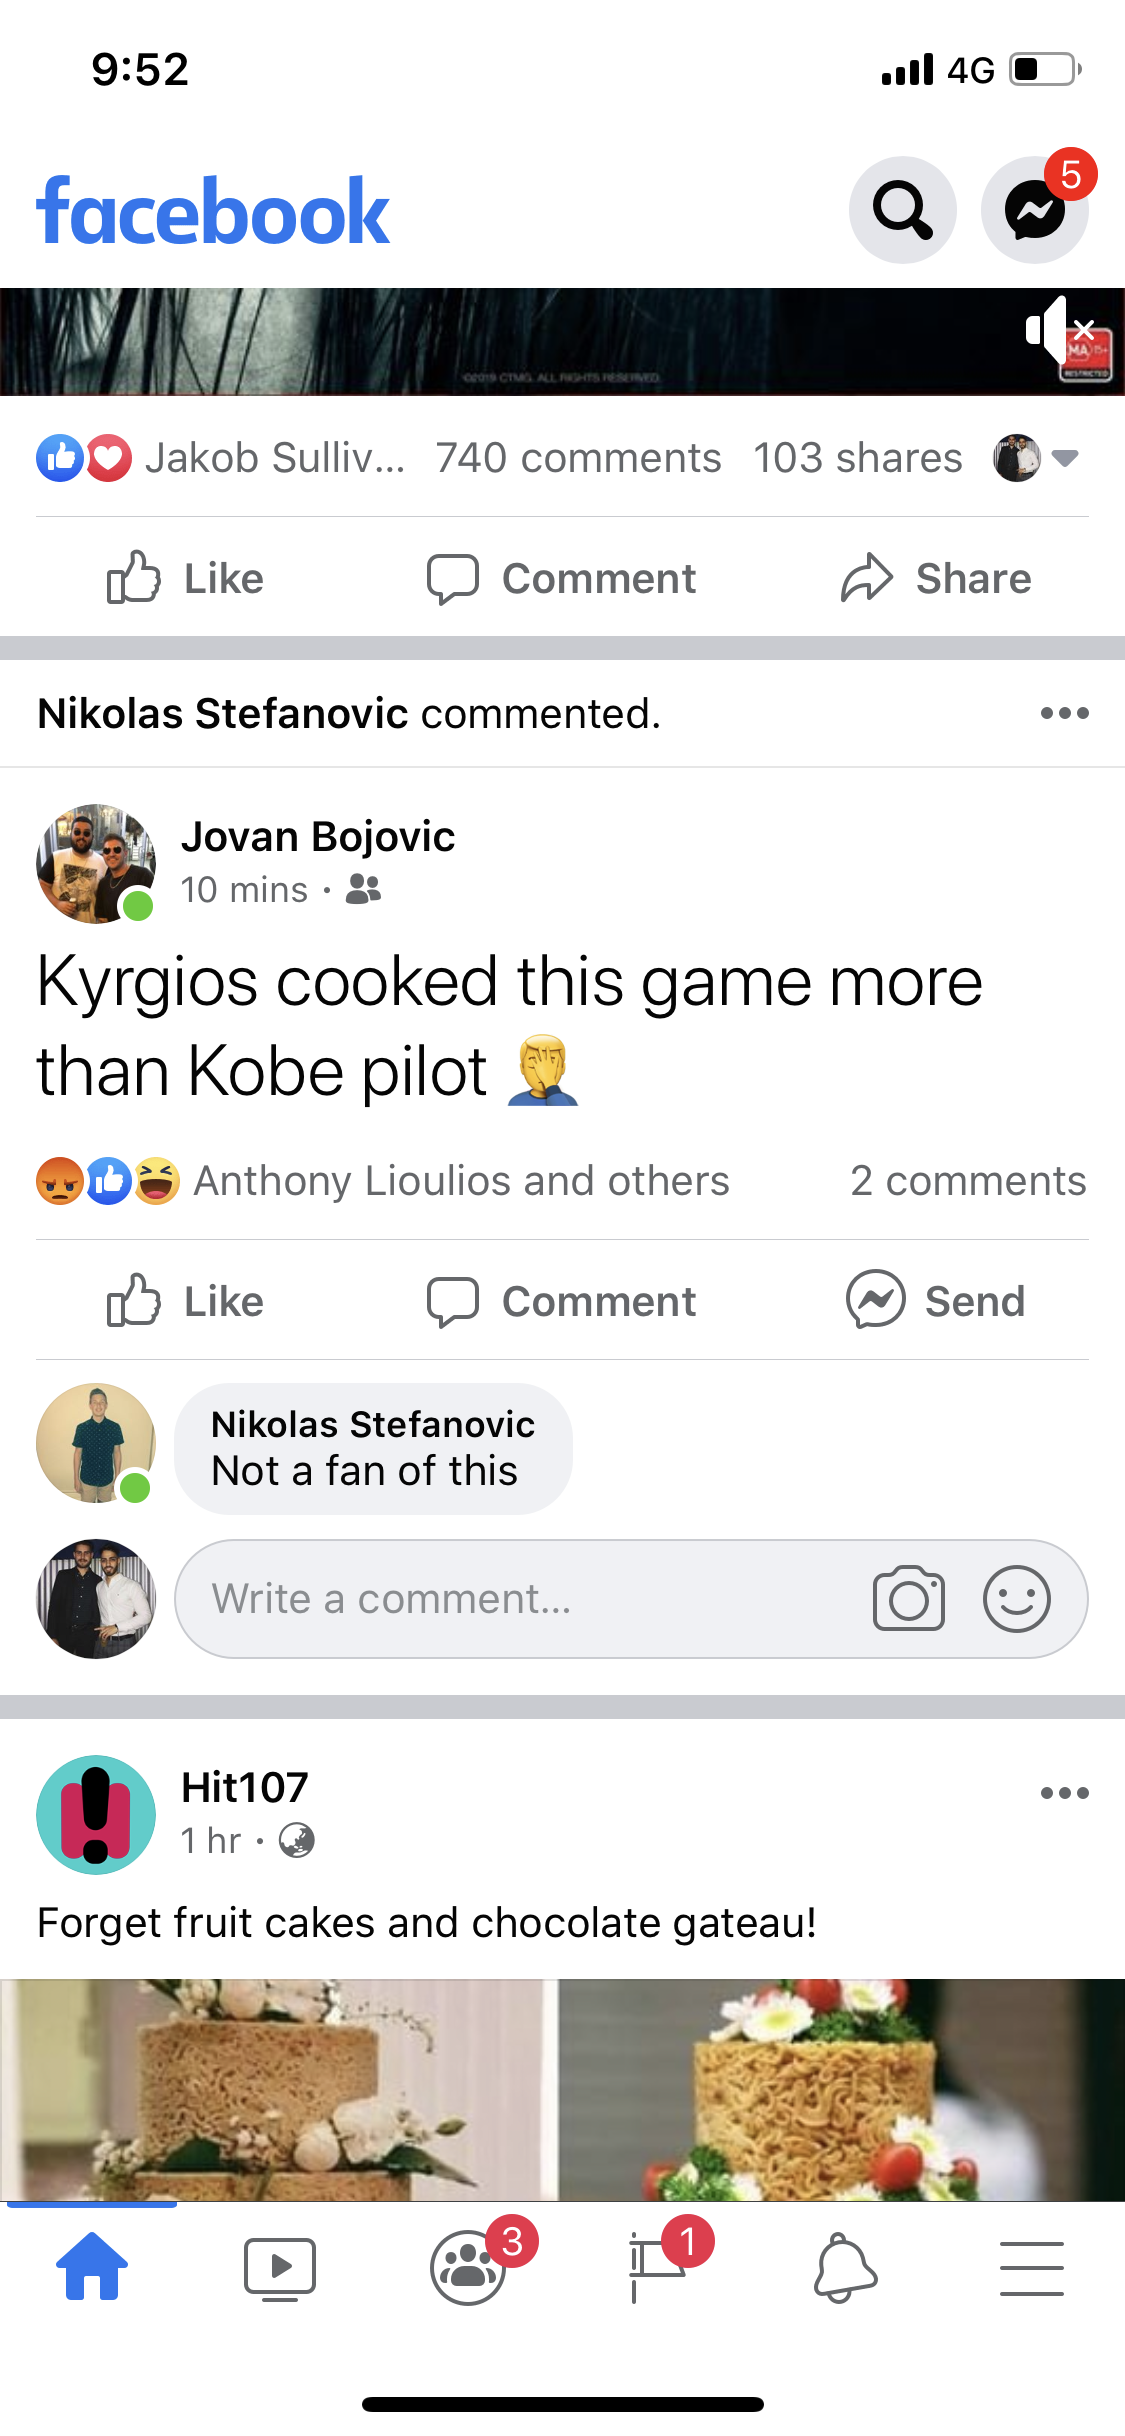 9:52
4G
facebook
5
©2019 CTMG. ALL RIGHTS RESERVED.
MA 15+
RESTRICTED
Jakob Sulliv... 740 comments 103 shares
Like Comment Share
Nikolas Stefanovic commented.
Jovan Bojovic
10 mins ·
Kyrgios cooked this game more
than Kobe pilot 🤦‍♂️
Anthony Lioulios and others 2 comments
Like Comment Send
Nikolas Stefanovic
Not a fan of this
Write a comment...
Hit107
1 hr ·
Forget fruit cakes and chocolate gateau!
3
1